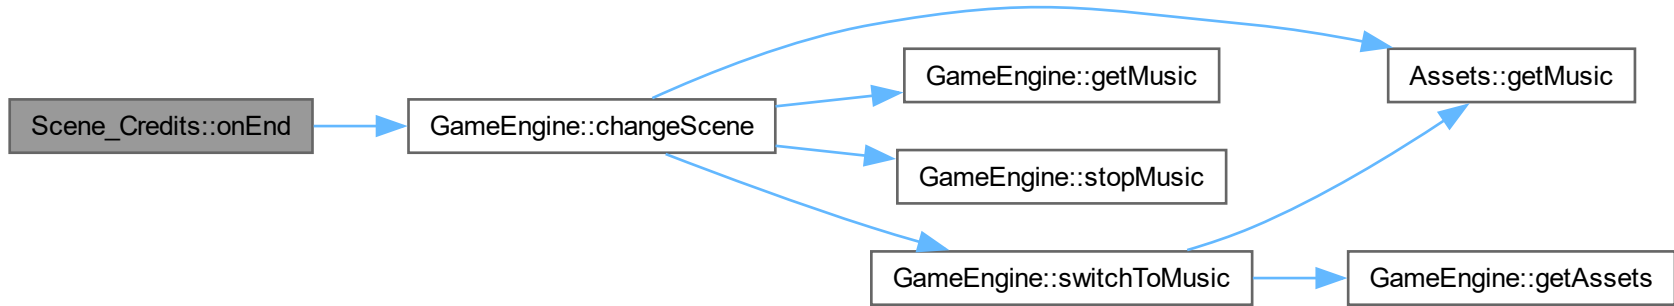 Scene_Credits::onEnd
GameEngine::changeScene
GameEngine::getMusic
Assets::getMusic
GameEngine::stopMusic
GameEngine::switchToMusic
GameEngine::getAssets